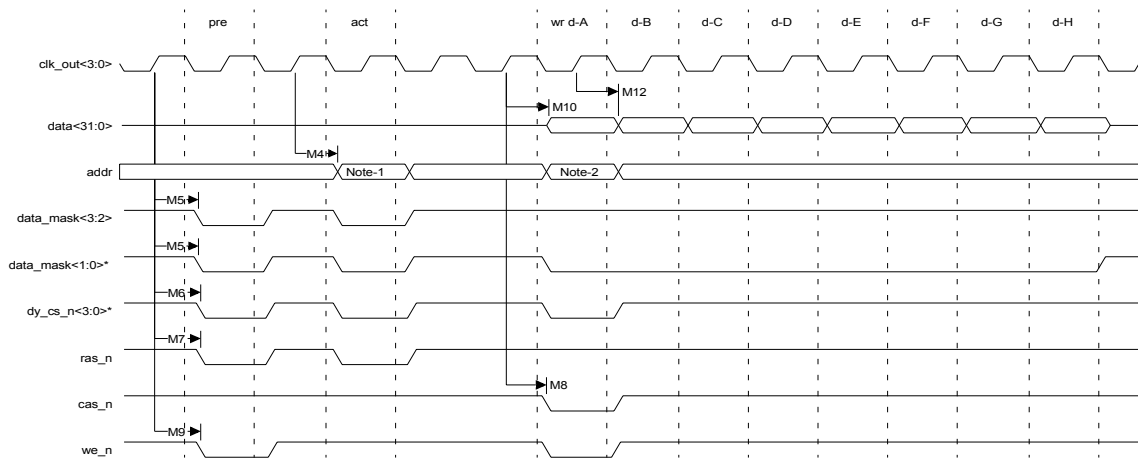 pre act wr d-A d-B d-C d-D d-E d-F d-G d-H
clk_out<3:0>
M12
M10
data<31:0>
M4
addr Note-1 Note-2
M5
data_mask<3:2>
M5
data_mask<1:0>*
M6
dy_cs_n<3:0>*
M7
ras_n
M8
cas_n
M9
we_n